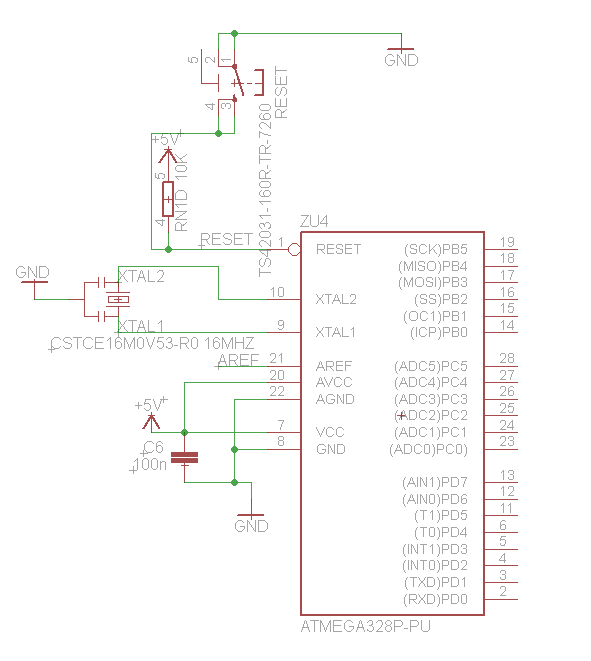 GND
5
2
1
4
3
RESET
TS42031-160R-TR-7260
+5V
5
4
RN1D 10K
ZU4
RESET
1
RESET
GND
XTAL2
XTAL1
CSTCE16M0V53-R0 16MHZ
10
XTAL2
9
XTAL1
AREF
21
AREF
20
AVCC
22
AGND
+5V
7
VCC
8
GND
C6
100n
GND
(SCK)PB5
19
(MISO)PB4
18
(MOSI)PB3
17
(SS)PB2
16
(OC1)PB1
15
(ICP)PB0
14
(ADC5)PC5
28
(ADC4)PC4
27
(ADC3)PC3
26
(ADC2)PC2
25
(ADC1)PC1
24
(ADC0)PC0
23
(AIN1)PD7
13
(AIN0)PD6
12
(T1)PD5
11
(T0)PD4
6
(INT1)PD3
5
(INT0)PD2
4
(TXD)PD1
3
(RXD)PD0
2
ATMEGA328P-PU